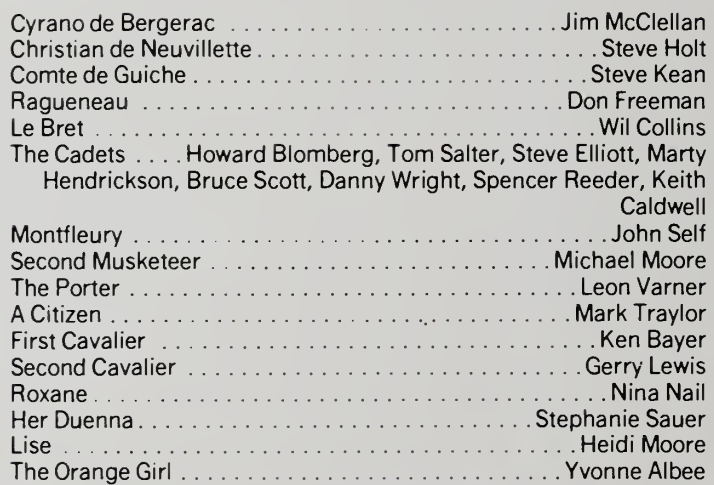 Cyrano de Bergerac . . . . . . . . . . . . . . . . . . . . . . . . . . . . . . Jim McClellan
Christian de Neuvillette . . . . . . . . . . . . . . . . . . . . . . . . . . . . . . Steve Holt
Comte de Guiche . . . . . . . . . . . . . . . . . . . . . . . . . . . . . . Steve Kean
Ragueneau . . . . . . . . . . . . . . . . . . . . . . . . . . . . . . Don Freeman
Le Bret . . . . . . . . . . . . . . . . . . . . . . . . . . . . . . Wil Collins
The Cadets . . . . Howard Blomberg, Tom Salter, Steve Elliott, Marty
Hendrickson, Bruce Scott, Danny Wright, Spencer Reeder, Keith
Caldwell
Montfleury . . . . . . . . . . . . . . . . . . . . . . . . . . . . . . John Self
Second Musketeer . . . . . . . . . . . . . . . . . . . . . . . . . . . . . . Michael Moore
The Porter . . . . . . . . . . . . . . . . . . . . . . . . . . . . . . Leon Varner
A Citizen . . . . . . . . . . . . . . . . . . . . . . . . . . . . . . Mark Traylor
First Cavalier . . . . . . . . . . . . . . . . . . . . . . . . . . . . . . Ken Bayer
Second Cavalier . . . . . . . . . . . . . . . . . . . . . . . . . . . . . . Gerry Lewis
Roxane . . . . . . . . . . . . . . . . . . . . . . . . . . . . . . Nina Nail
Her Duenna . . . . . . . . . . . . . . . . . . . . . . . . . . . . . . Stephanie Sauer
Lise . . . . . . . . . . . . . . . . . . . . . . . . . . . . . . Heidi Moore
The Orange Girl . . . . . . . . . . . . . . . . . . . . . . . . . . . . . . Yvonne Albee